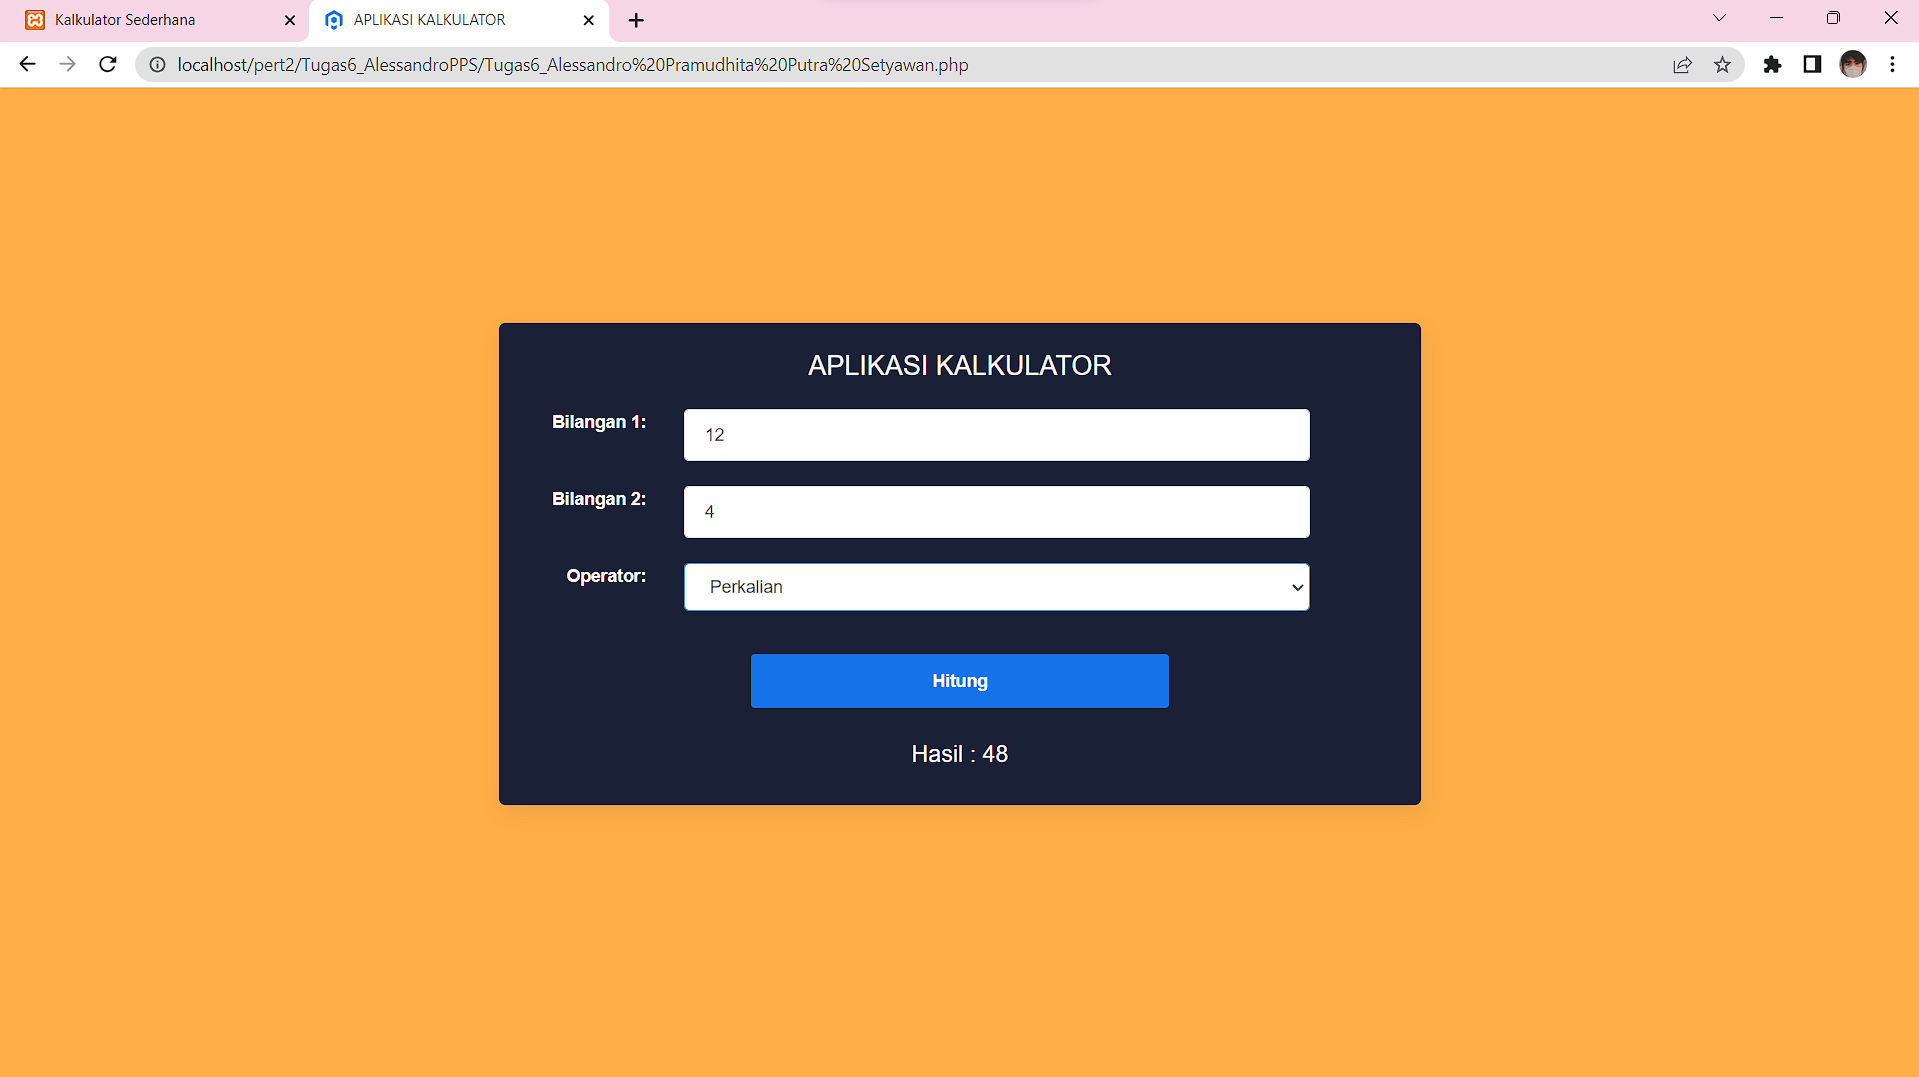 Kalkulator Sederhana
APLIKASI KALKULATOR
localhost/pert2/Tugas6_AlessandroPPS/Tugas6_Alessandro%20Pramudhita%20Putra%20Setyawan.php
APLIKASI KALKULATOR
Bilangan 1:
12
Bilangan 2:
4
Operator:
Perkalian
Hitung
Hasil : 48